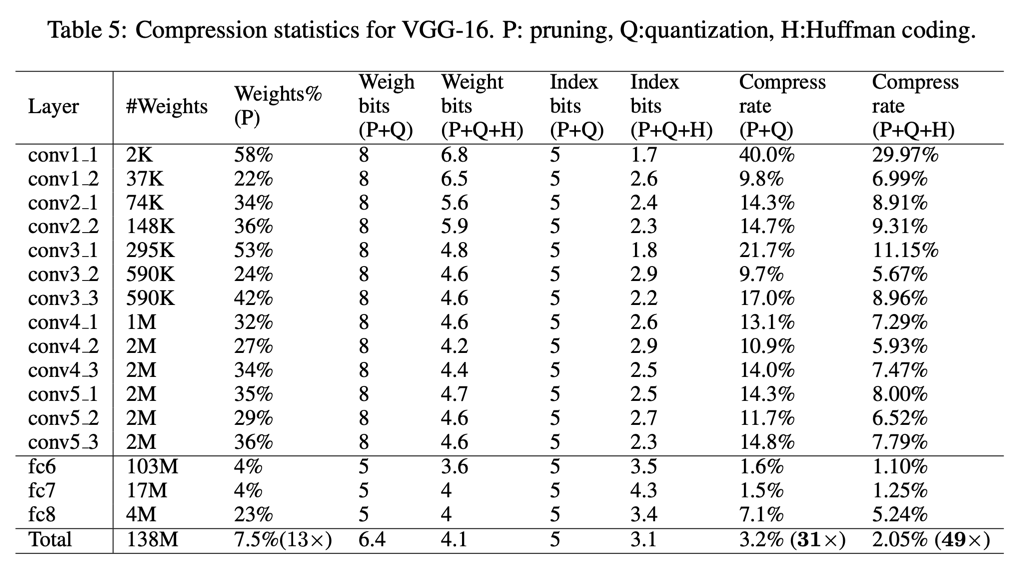 Table 5: Compression statistics for VGG-16. P: pruning, Q:quantization, H:Huffman coding.
Layer #Weights Weights% (P) Weigh bits (P+Q) Weight bits (P+Q+H) Index bits (P+Q) Index bits (P+Q+H) Compress rate (P+Q) Compress rate (P+Q+H)
conv1_1 2K 58% 8 6.8 5 1.7 40.0% 29.97%
conv1_2 37K 22% 8 6.5 5 2.6 9.8% 6.99%
conv2_1 74K 34% 8 5.6 5 2.4 14.3% 8.91%
conv2_2 148K 36% 8 5.9 5 2.3 14.7% 9.31%
conv3_1 295K 53% 8 4.8 5 1.8 21.7% 11.15%
conv3_2 590K 24% 8 4.6 5 2.9 9.7% 5.67%
conv3_3 590K 42% 8 4.6 5 2.2 17.0% 8.96%
conv4_1 1M 32% 8 4.6 5 2.6 13.1% 7.29%
conv4_2 2M 27% 8 4.2 5 2.9 10.9% 5.93%
conv4_3 2M 34% 8 4.4 5 2.5 14.0% 7.47%
conv5_1 2M 35% 8 4.7 5 2.5 14.3% 8.00%
conv5_2 2M 29% 8 4.6 5 2.7 11.7% 6.52%
conv5_3 2M 36% 8 4.6 5 2.3 14.8% 7.79%
fc6 103M 4% 5 3.6 5 3.5 1.6% 1.10%
fc7 17M 4% 5 4 5 4.3 1.5% 1.25%
fc8 4M 23% 5 4 5 3.4 7.1% 5.24%
Total 138M 7.5%(13×) 6.4 4.1 5 3.1 3.2% (31×) 2.05% (49×)